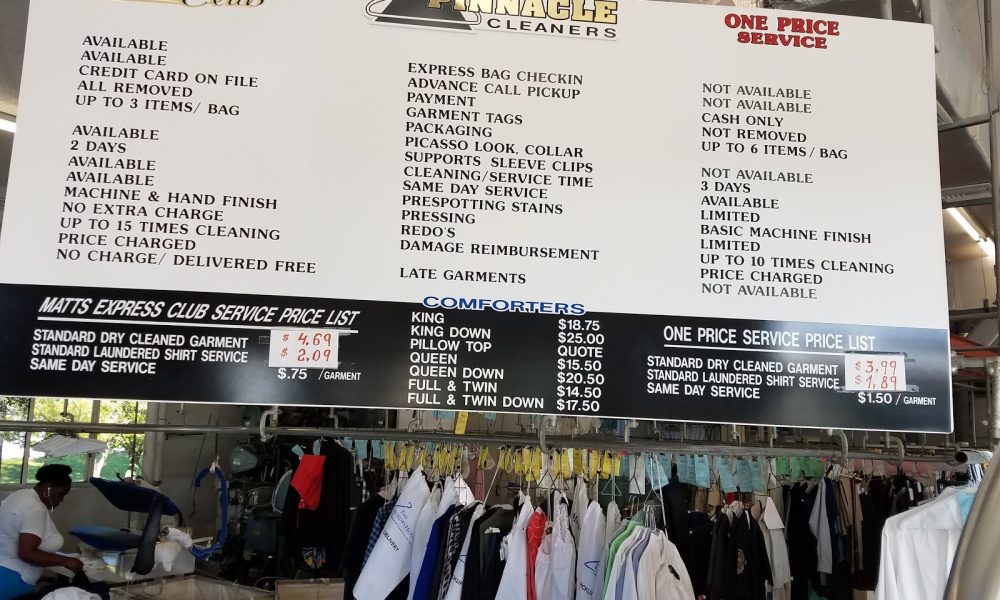 Club
PINNACLE
CLEANERS
ONE PRICE
SERVICE
AVAILABLE
AVAILABLE
CREDIT CARD ON FILE
ALL REMOVED
UP TO 3 ITEMS/ BAG
AVAILABLE
2 DAYS
AVAILABLE
AVAILABLE
MACHINE & HAND FINISH
NO EXTRA CHARGE
UP TO 15 TIMES CLEANING
PRICE CHARGED
NO CHARGE/ DELIVERED FREE
EXPRESS BAG CHECKIN
ADVANCE CALL PICKUP
PAYMENT
GARMENT TAGS
PACKAGING
PICASSO LOOK, COLLAR
SUPPORTS SLEEVE CLIPS
CLEANING/SERVICE TIME
SAME DAY SERVICE
PRESPOTTING STAINS
PRESSING
REDO'S
DAMAGE REIMBURSEMENT
LATE GARMENTS
NOT AVAILABLE
NOT AVAILABLE
CASH ONLY
NOT REMOVED
UP TO 6 ITEMS/ BAG
NOT AVAILABLE
3 DAYS
AVAILABLE
LIMITED
BASIC MACHINE FINISH
LIMITED
UP TO 10 TIMES CLEANING
PRICE CHARGED
NOT AVAILABLE
MATTS EXPRESS CLUB SERVICE PRICE LIST
STANDARD DRY CLEANED GARMENT $ 4.69
STANDARD LAUNDERED SHIRT SERVICE $ 2.09
SAME DAY SERVICE $.75 /GARMENT
COMFORTERS
KING $18.75
KING DOWN $25.00
PILLOW TOP QUOTE
QUEEN $15.50
QUEEN DOWN $20.50
FULL & TWIN $14.50
FULL & TWIN DOWN $17.50
ONE PRICE SERVICE PRICE LIST
STANDARD DRY CLEANED GARMENT $3.99
STANDARD LAUNDERED SHIRT SERVICE $1.89
SAME DAY SERVICE $1.50 / GARMENT